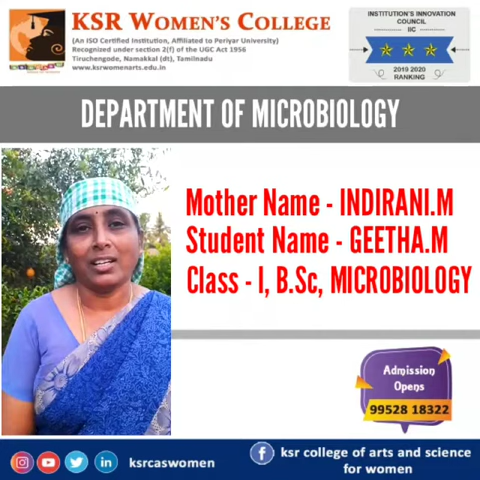 KSR WOMEN'S COLLEGE
(An ISO Certified Institution, Affiliated to Periyar University)
Recognized under section 2(f) of the UGC Act 1956
Tiruchengode, Namakkal (dt), Tamilnadu
www.ksrwomenarts.edu.in
INSTITUTION'S INNOVATION
COUNCIL
IIC
2019 2020
RANKING
DEPARTMENT OF MICROBIOLOGY
Mother Name - INDIRANI.M
Student Name - GEETHA.M
Class - I, B.Sc, MICROBIOLOGY
Admission
Opens
99528 18322
ksrcaswomen
ksr college of arts and science
for women